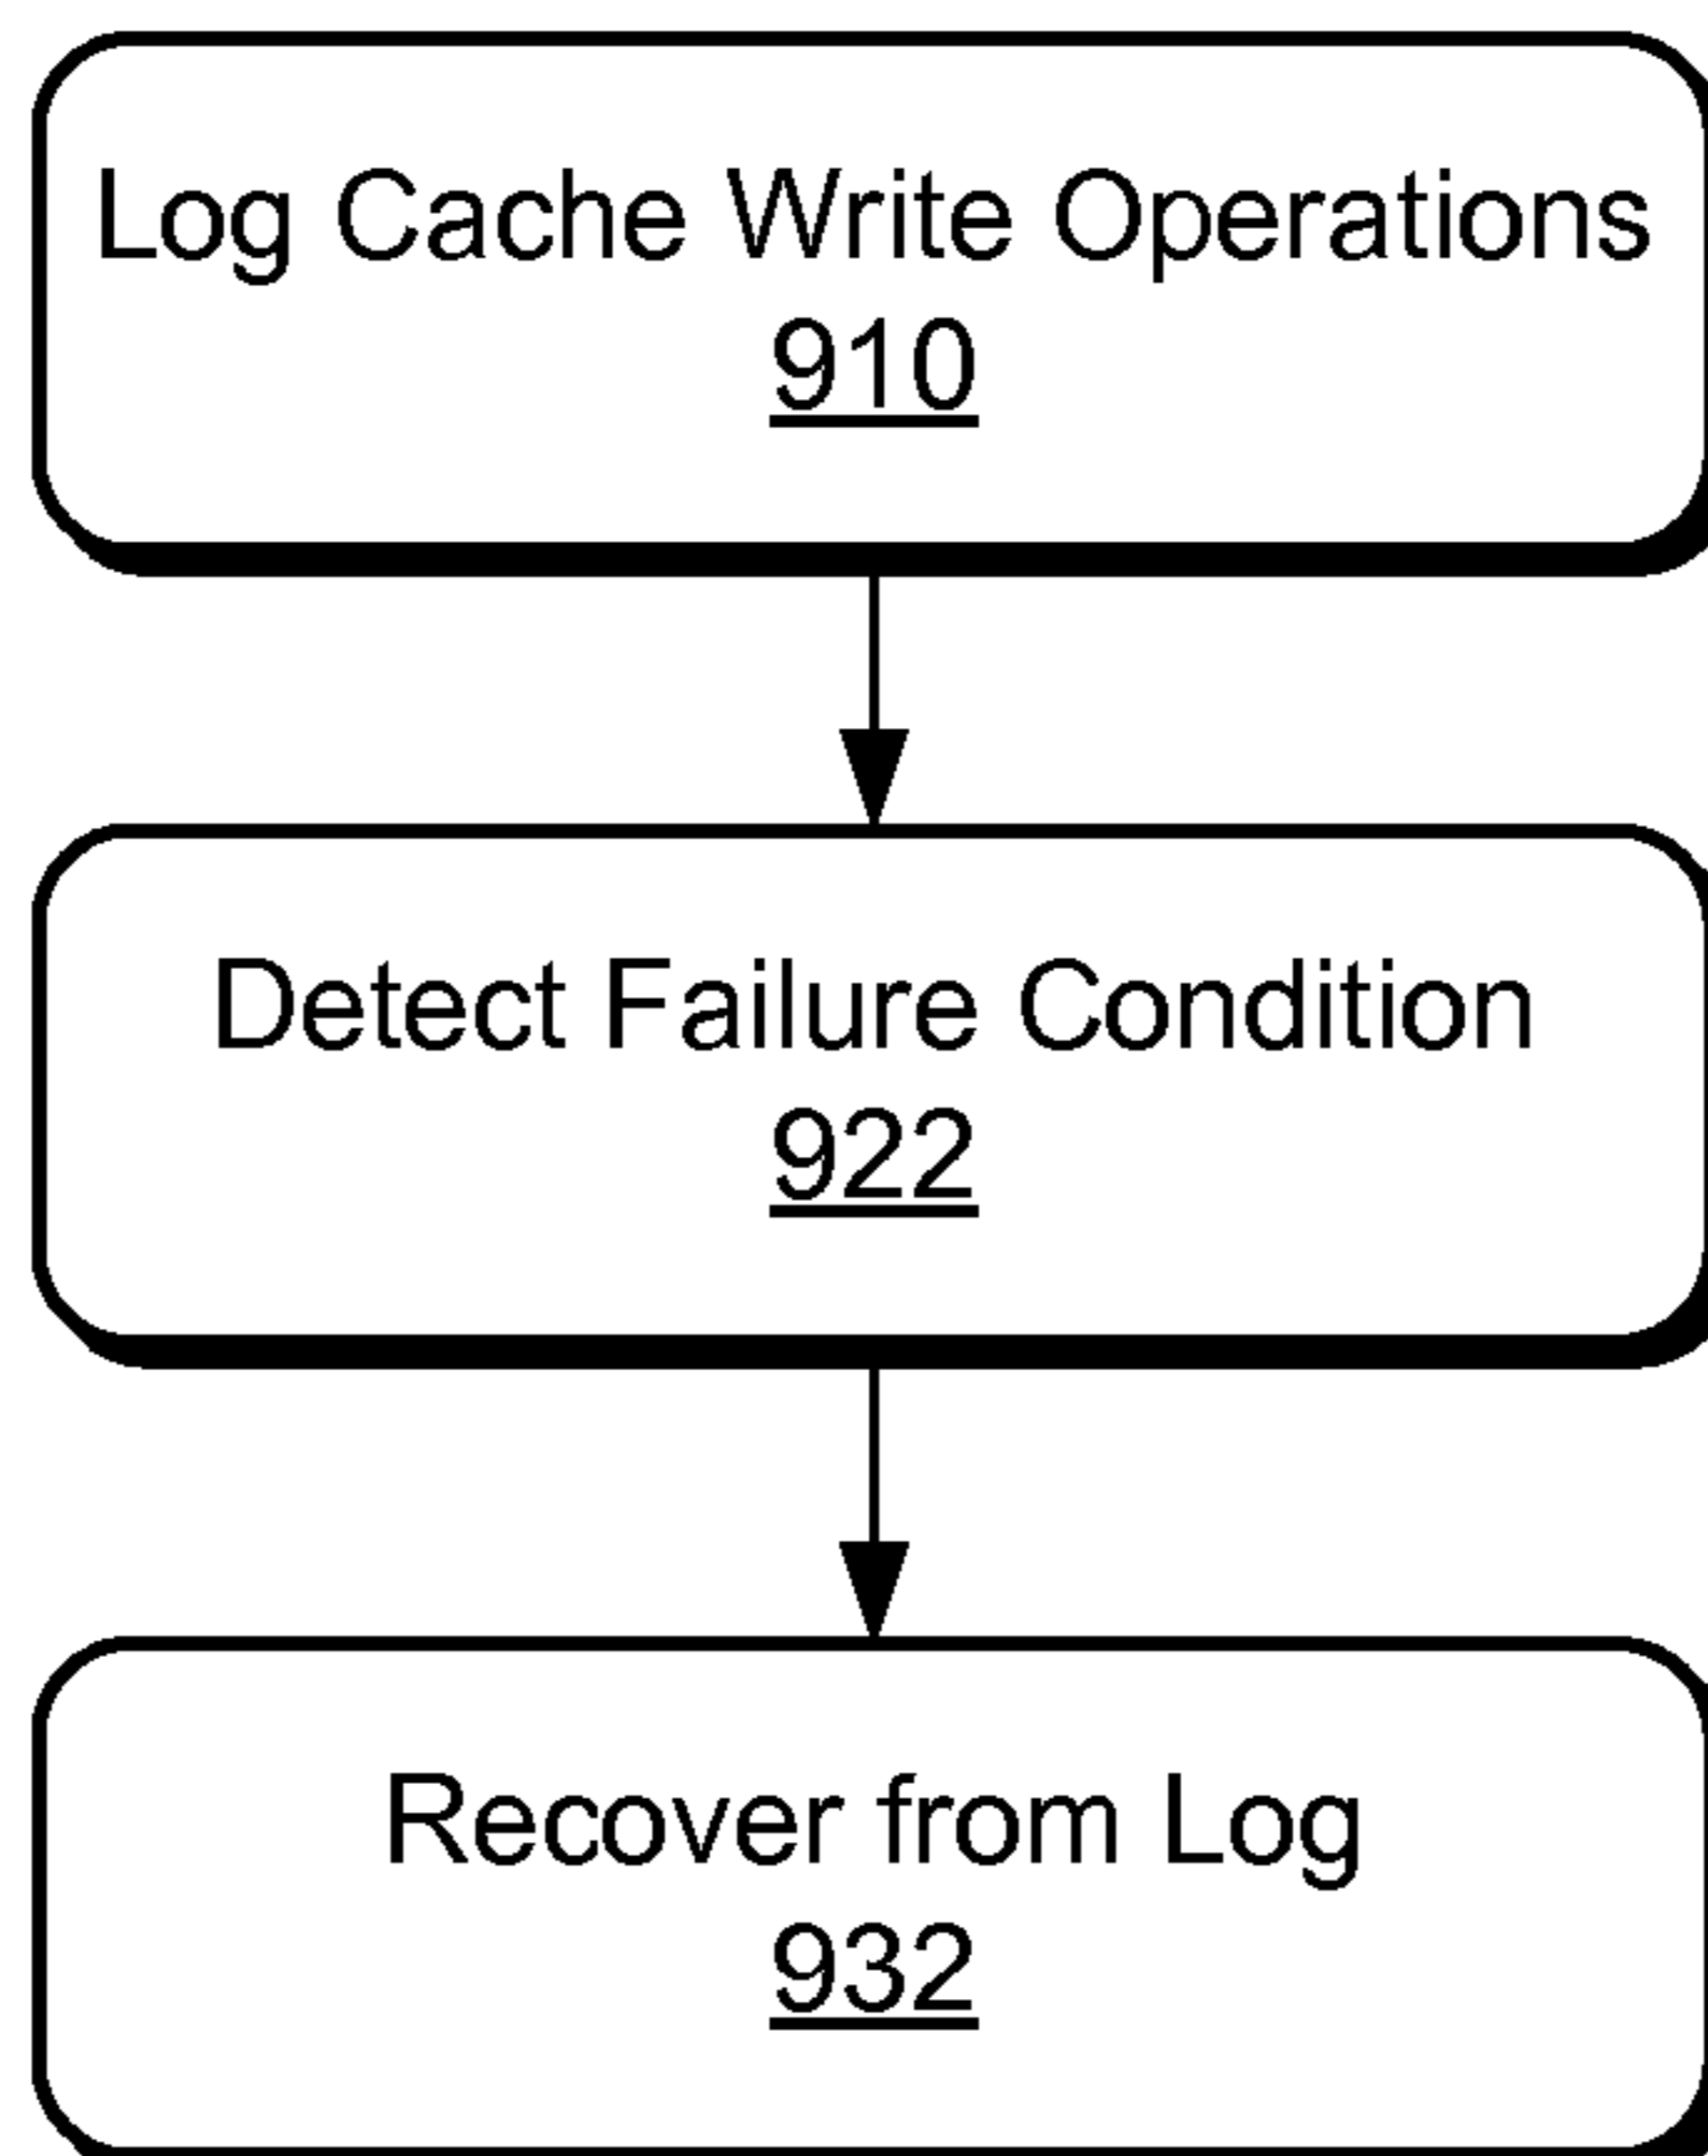 Log Cache Write Operations
910
Detect Failure Condition
922
Recover from Log
932